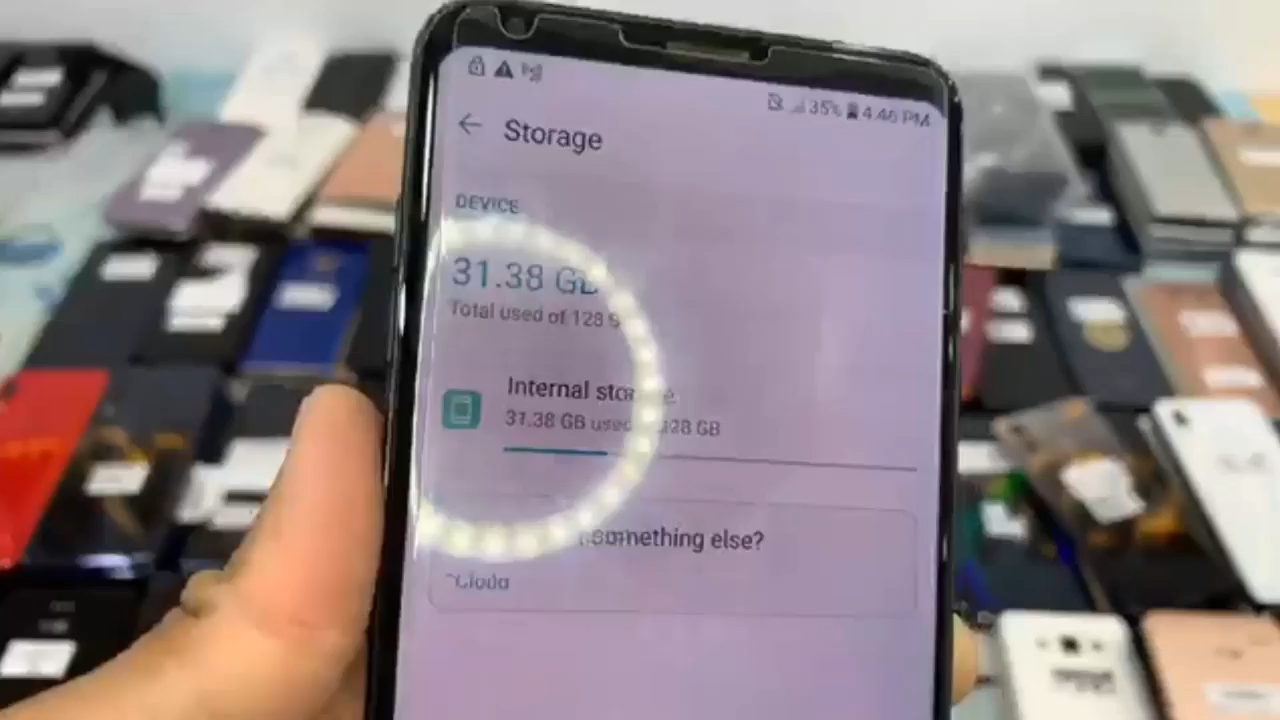 35% 4:46 PM
Storage
DEVICE
31.38 GB
Total used of 128
Internal storage
31.38 GB used 128 GB
something else?